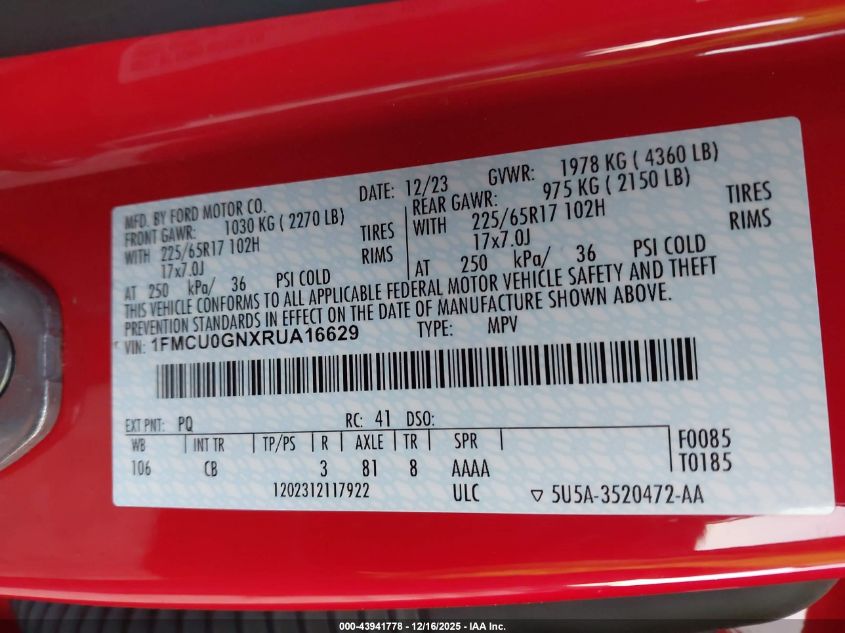 MFD. BY FORD MOTOR CO. DATE: 12/23 GVWR: 1978 KG ( 4360 LB)
FRONT GAWR: 1030 KG ( 2270 LB) REAR GAWR: 975 KG ( 2150 LB)
WITH 225/65R17 102H TIRES WITH 225/65R17 102H TIRES
17x7.0J RIMS 17x7.0J RIMS
AT 250 kPa/ 36 PSI COLD AT 250 kPa/ 36 PSI COLD
THIS VEHICLE CONFORMS TO ALL APPLICABLE FEDERAL MOTOR VEHICLE SAFETY AND THEFT
PREVENTION STANDARDS IN EFFECT ON THE DATE OF MANUFACTURE SHOWN ABOVE.
VIN: 1FMCU0GNXRUA16629 TYPE: MPV
EXT PNT: PQ RC: 41 DSO:
WB INT TR TP/PS R AXLE TR SPR F0085
106 CB 3 81 8 AAAA T0185
1202312117922 ULC ▽ 5U5A-3520472-AA
000-43941778 - 12/16/2025 - IAA Inc.